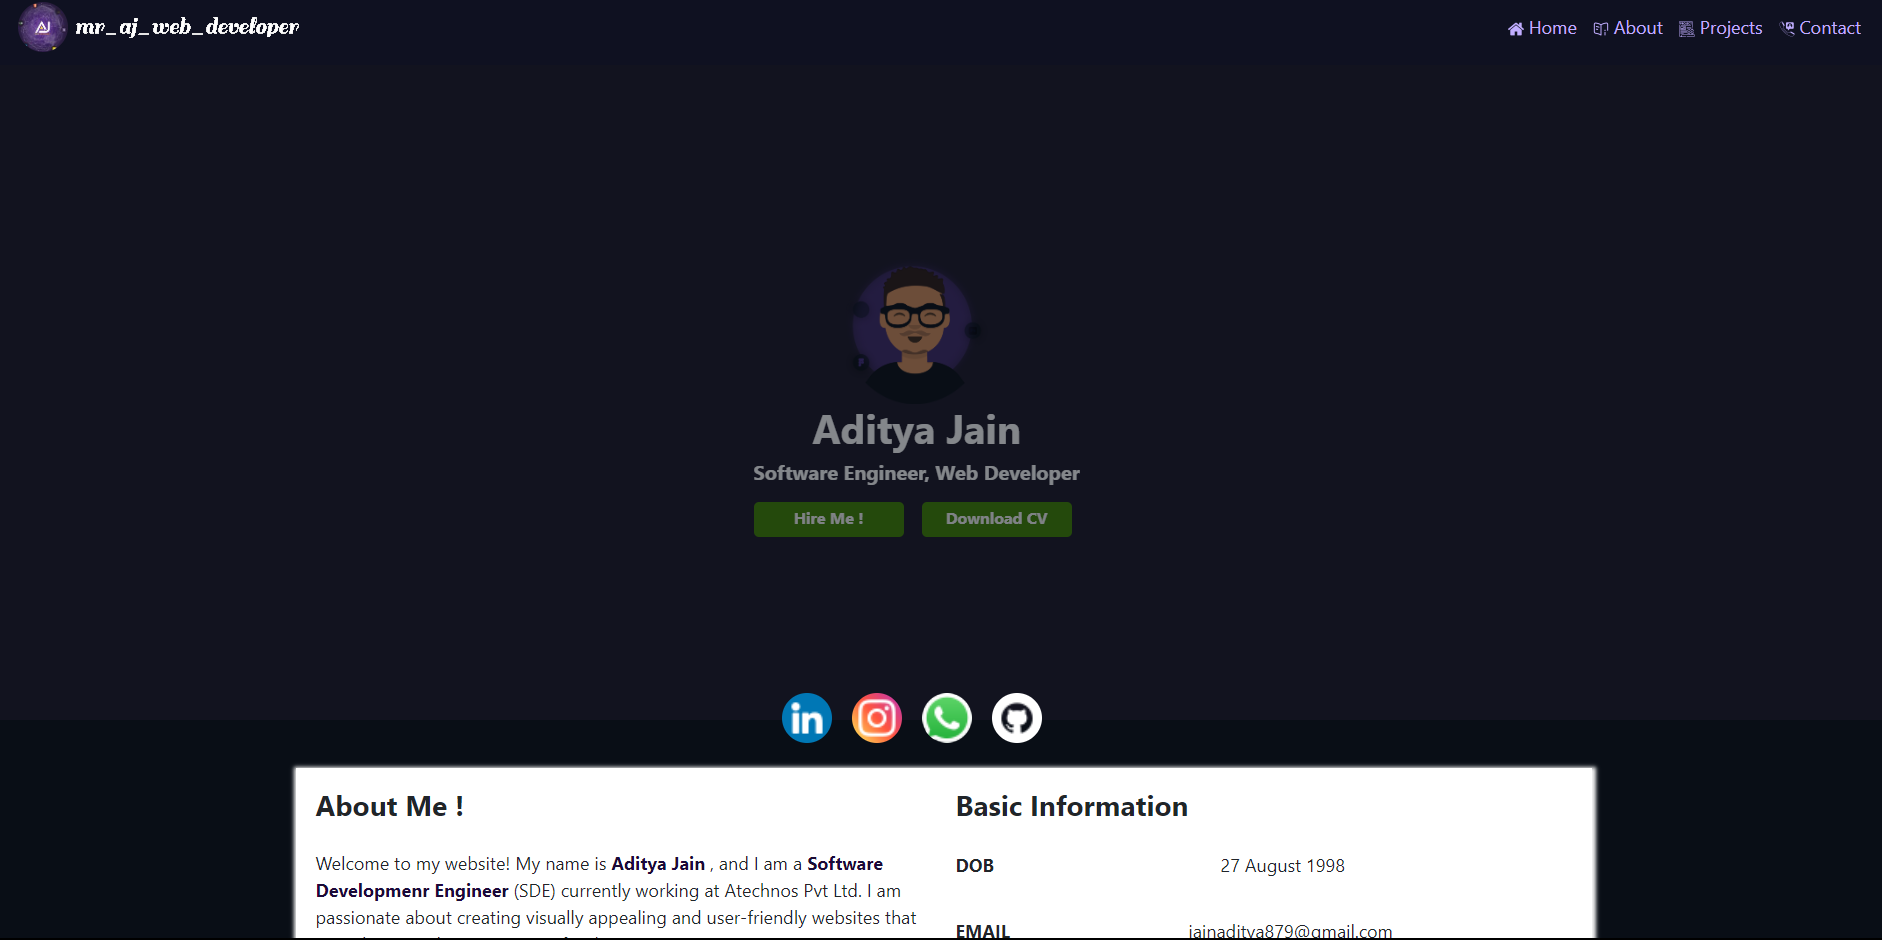 AJ mr_aj_web_developer
Home About Projects Contact
Aditya Jain
Software Engineer, Web Developer
Hire Me !
Download CV
in
About Me !
Welcome to my website! My name is Aditya Jain , and I am a Software
Developmenr Engineer (SDE) currently working at Atechnos Pvt Ltd. I am
passionate about creating visually appealing and user-friendly websites that
Basic Information
DOB 27 August 1998
EMAIL jainaditya879@gmail.com